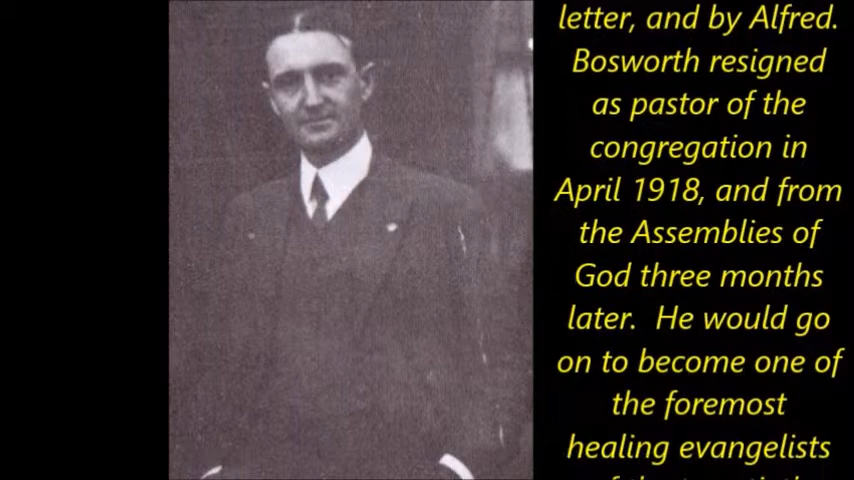 letter, and by Alfred.
Bosworth resigned
as pastor of the
congregation in
April 1918, and from
the Assemblies of
God three months
later.  He would go
on to become one of
the foremost
healing evangelists